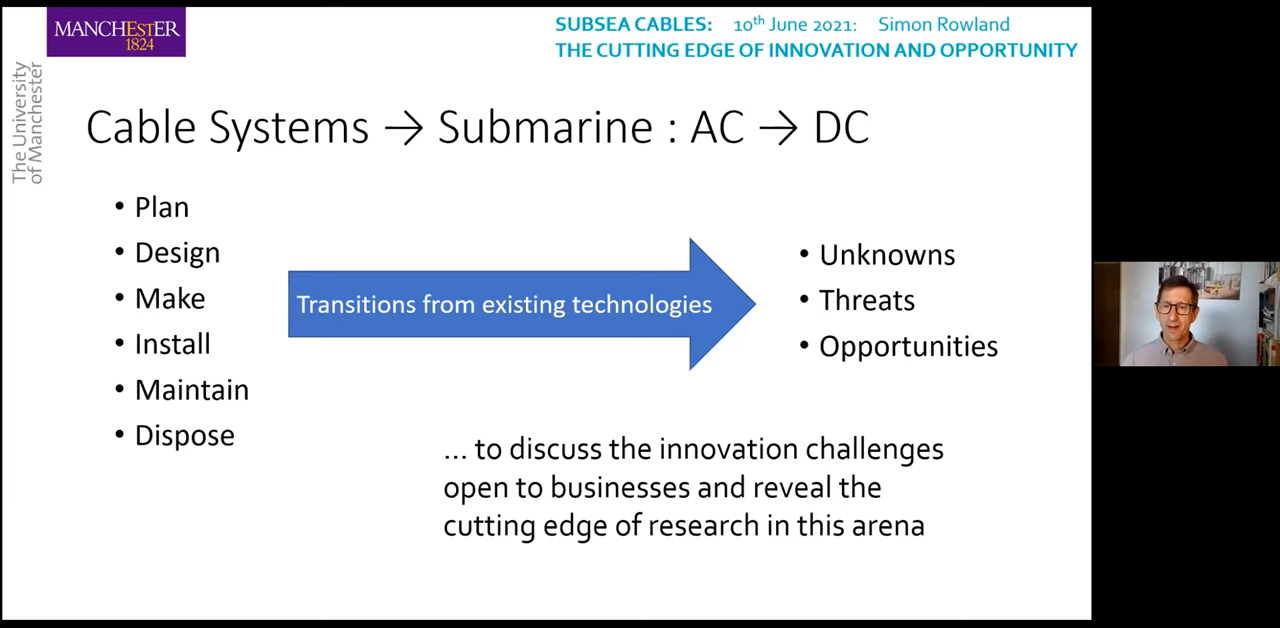 MANCHESTER
1824
The University
of Manchester
SUBSEA CABLES: 10th June 2021: Simon Rowland
THE CUTTING EDGE OF INNOVATION AND OPPORTUNITY
Cable Systems → Submarine : AC → DC
• Plan
• Design
• Make
• Install
• Maintain
• Dispose
Transitions from existing technologies
• Unknowns
• Threats
• Opportunities
... to discuss the innovation challenges
open to businesses and reveal the
cutting edge of research in this arena